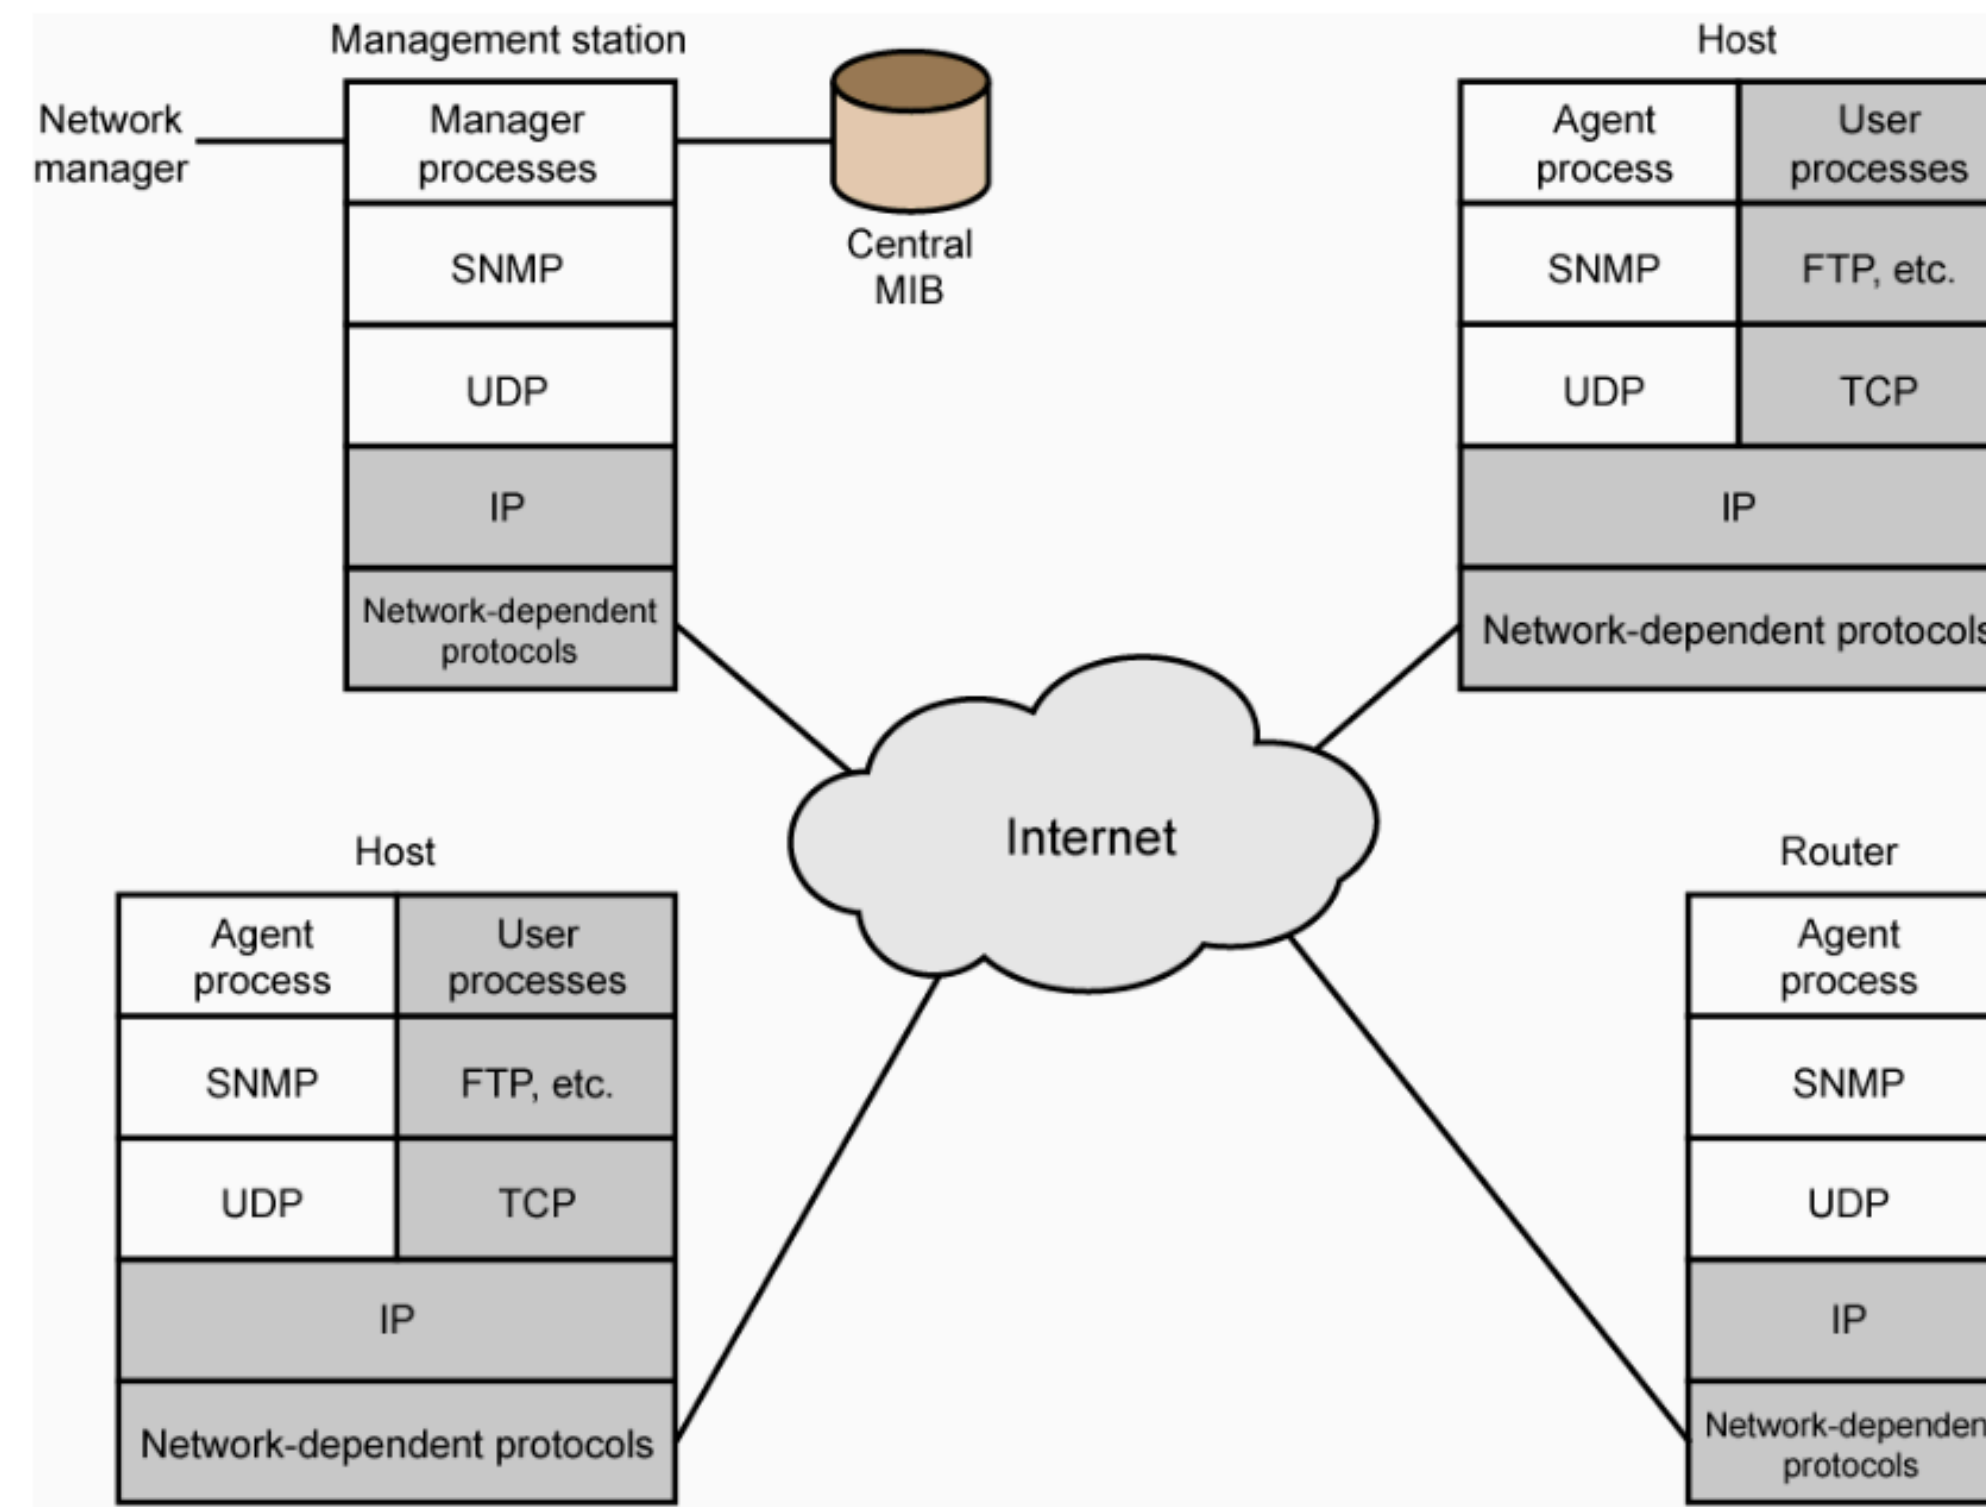 Management station
Network
manager
Manager
processes
SNMP
UDP
IP
Network-dependent
protocols
Central
MIB
Host
Agent
process
User
processes
SNMP
FTP, etc.
UDP
TCP
IP
Network-dependent protocols
Internet
Host
Agent
process
User
processes
SNMP
FTP, etc.
UDP
TCP
IP
Network-dependent protocols
Router
Agent
process
SNMP
UDP
IP
Network-dependen
protocols